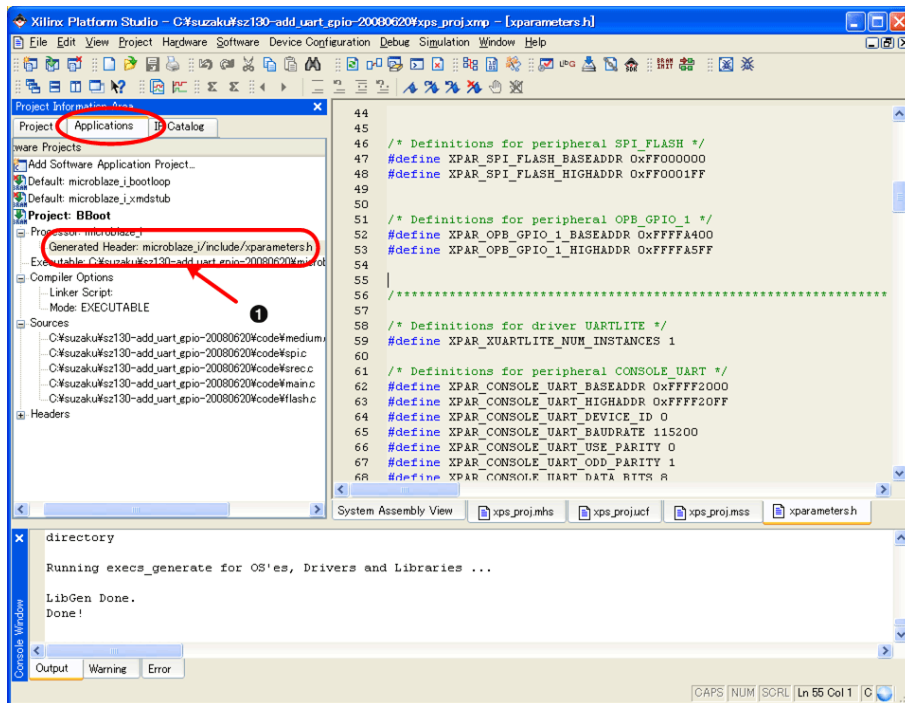 Xilinx Platform Studio - C:¥suzaku¥sz130-add_uart_gpio-20080620¥xps_proj.xmp - [xparameters.h]
File Edit View Project Hardware Software Device Configuration Debug Simulation Window Help
Project Information Area
Project Applications IP Catalog
tware Projects
Add Software Application Project...
Default: microblaze_i_bootloop
Default: microblaze_i_xmdstub
Project: BBoot
Processor: microblaze_i
Generated Header: microblaze_i/include/xparameters.h
Executable: C:¥suzaku¥sz130-add_uart_gpio-20080620¥microb
Compiler Options
Linker Script:
Mode: EXECUTABLE
Sources
C:¥suzaku¥sz130-add_uart_gpio-20080620¥code¥medium.
C:¥suzaku¥sz130-add_uart_gpio-20080620¥code¥spi.c
C:¥suzaku¥sz130-add_uart_gpio-20080620¥code¥srec.c
C:¥suzaku¥sz130-add_uart_gpio-20080620¥code¥main.c
C:¥suzaku¥sz130-add_uart_gpio-20080620¥code¥flash.c
Headers
❶
44
45
46 /* Definitions for peripheral SPI_FLASH */
47 #define XPAR_SPI_FLASH_BASEADDR 0xFF000000
48 #define XPAR_SPI_FLASH_HIGHADDR 0xFF0001FF
49
50
51 /* Definitions for peripheral OPB_GPIO_1 */
52 #define XPAR_OPB_GPIO_1_BASEADDR 0xFFFFA400
53 #define XPAR_OPB_GPIO_1_HIGHADDR 0xFFFFA5FF
54
55
56 /******************************************************************
57
58 /* Definitions for driver UARTLITE */
59 #define XPAR_XUARTLITE_NUM_INSTANCES 1
60
61 /* Definitions for peripheral CONSOLE_UART */
62 #define XPAR_CONSOLE_UART_BASEADDR 0xFFFF2000
63 #define XPAR_CONSOLE_UART_HIGHADDR 0xFFFF20FF
64 #define XPAR_CONSOLE_UART_DEVICE_ID 0
65 #define XPAR_CONSOLE_UART_BAUDRATE 115200
66 #define XPAR_CONSOLE_UART_USE_PARITY 0
67 #define XPAR_CONSOLE_UART_ODD_PARITY 1
68 #define XPAR_CONSOLE_UART_DATA_BITS 8
System Assembly View xps_proj.mhs xps_proj.ucf xps_proj.mss xparameters.h
directory
Running execs_generate for OS'es, Drivers and Libraries ...
LibGen Done.
Done!
Console Window
Output Warning Error
CAPS NUM SCRL Ln 55 Col 1 C